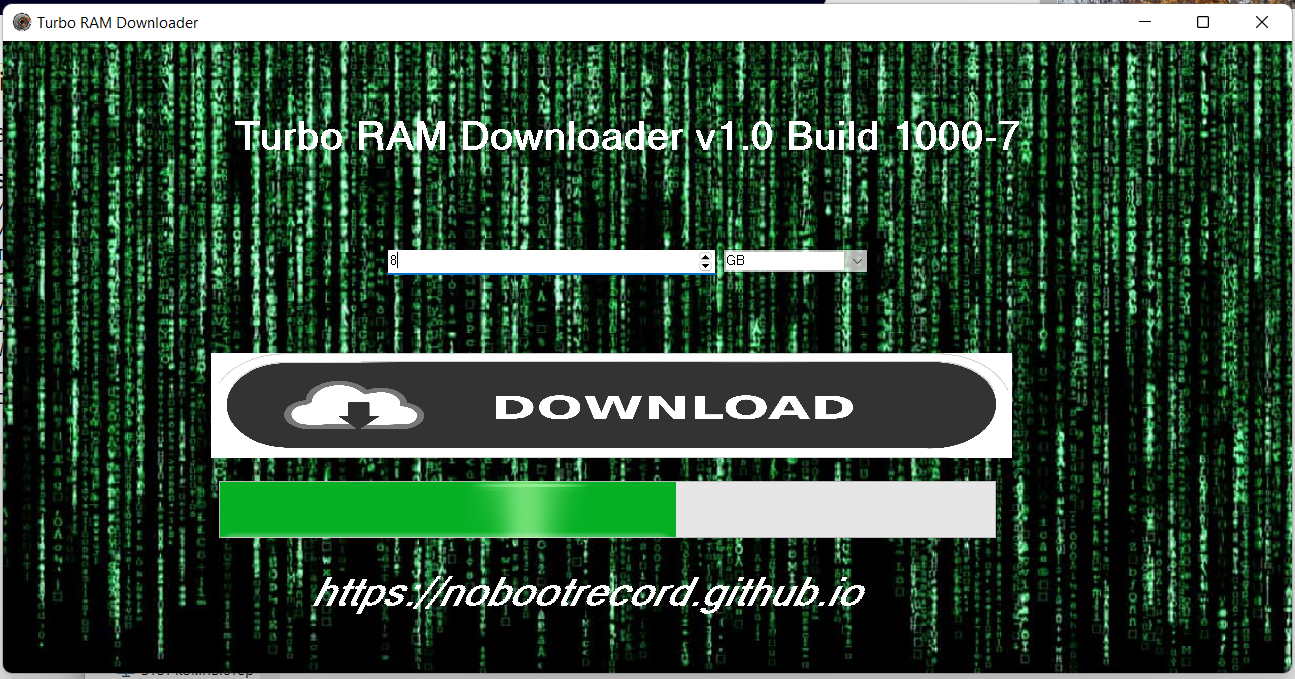 Turbo RAM Downloader
Turbo RAM Downloader v1.0 Build 1000-7
8 GB
DOWNLOAD
https://nobootrecord.github.io